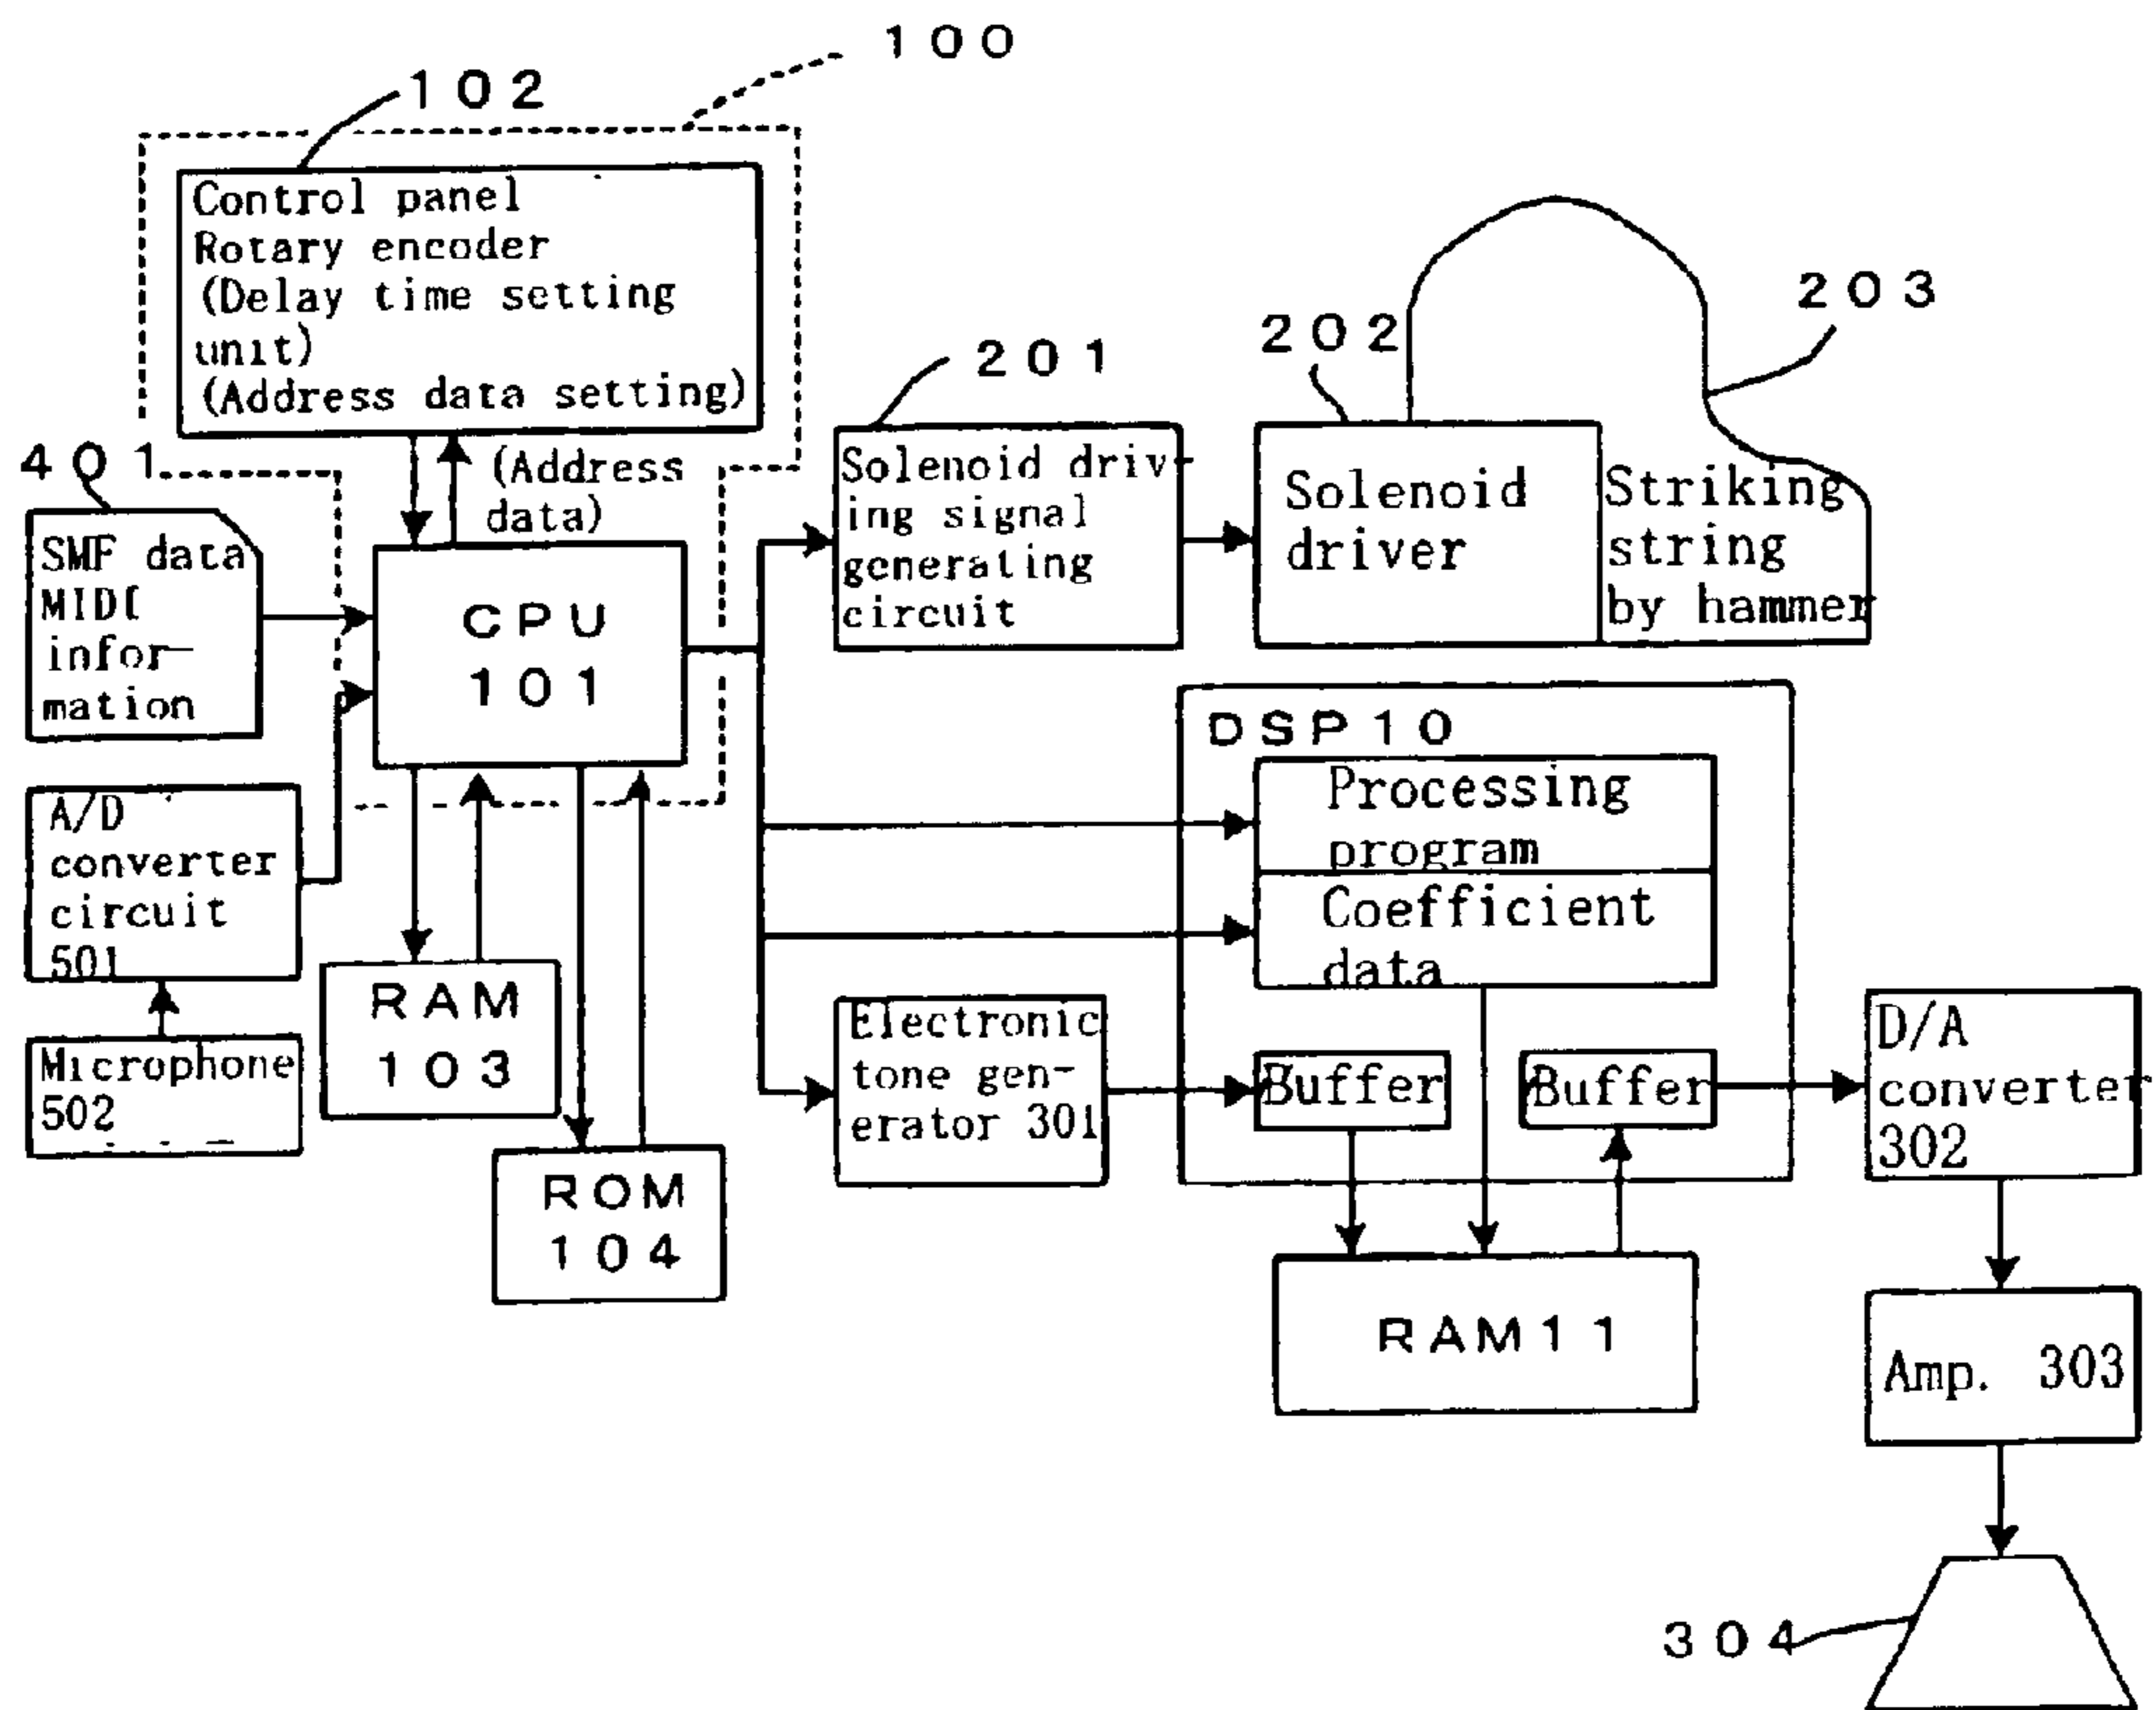 100
102
Control panel
Rotary encoder
(Delay time setting
unit)
(Address data setting)
401
(Address
data)
SMF data
MIDI
infor-
mation
CPU
101
A/D
converter
circuit
501
Microphone
502
RAM
103
ROM
104
201
Solenoid driv-
ing signal
generating
circuit
202
203
Solenoid
driver
Striking
string
by hammer
DSP10
Processing
program
Coefficient
data
Electronic
tone gen-
erator 301
Buffer
Buffer
RAM11
D/A
converter
302
Amp. 303
304